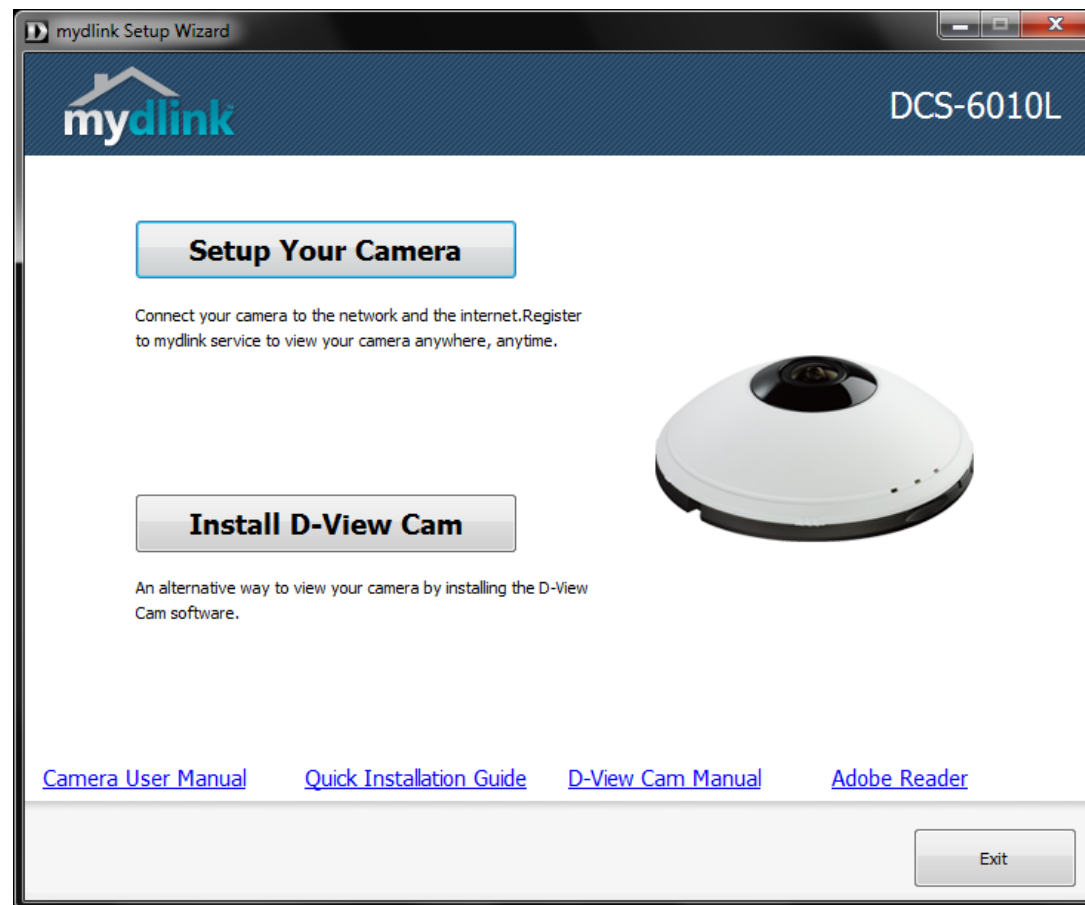 mydlink Setup Wizard
mydlink
DCS-6010L
Setup Your Camera
Connect your camera to the network and the internet.Register
to mydlink service to view your camera anywhere, anytime.
Install D-View Cam
An alternative way to view your camera by installing the D-View
Cam software.
Camera User Manual Quick Installation Guide D-View Cam Manual Adobe Reader
Exit